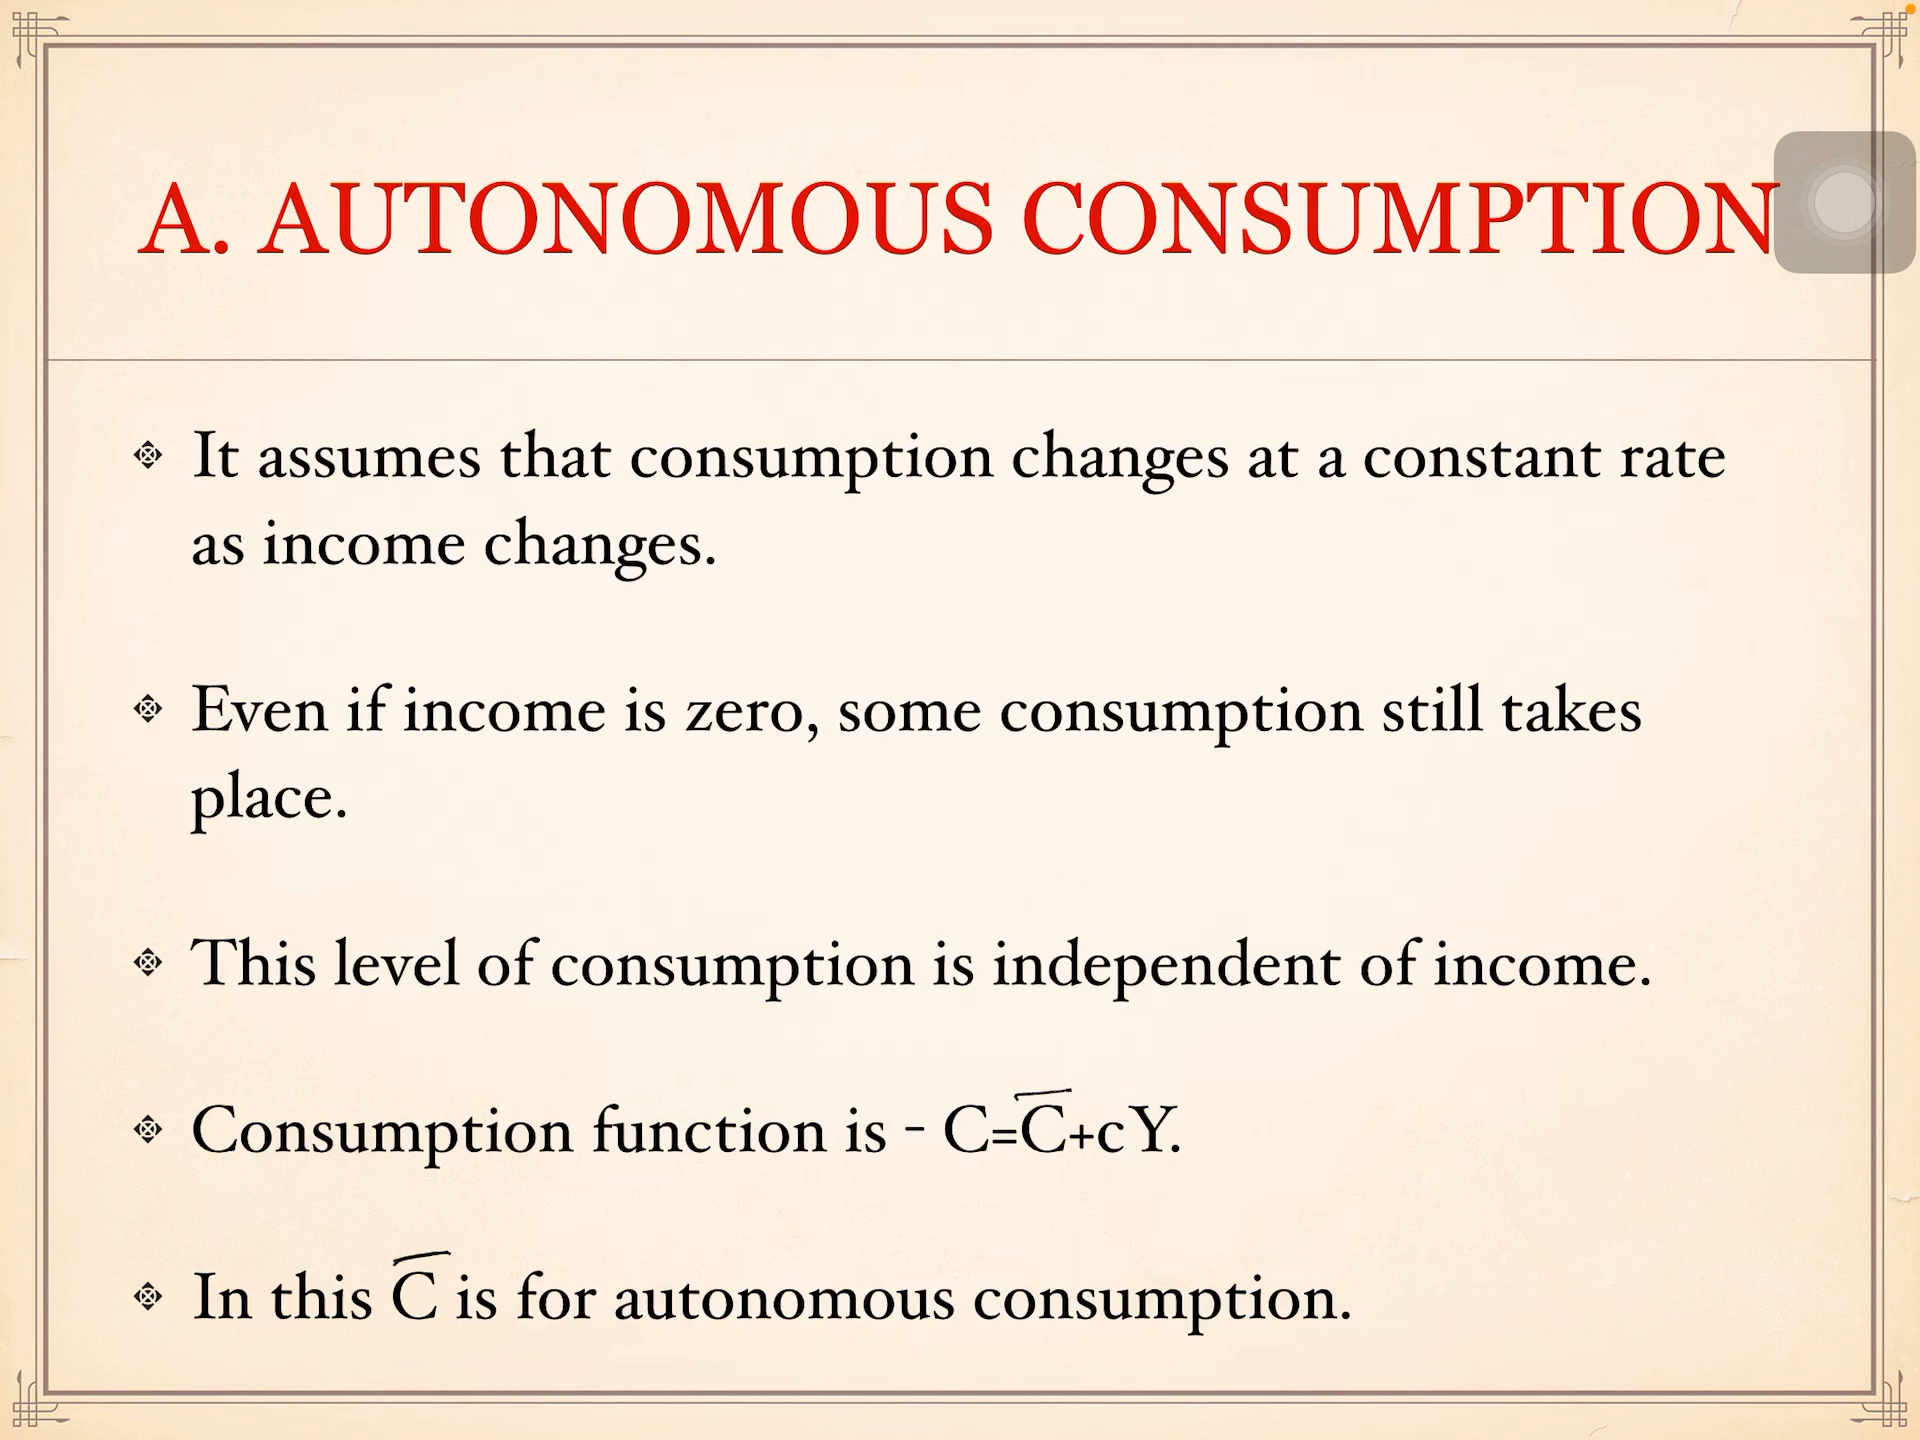 A. AUTONOMOUS CONSUMPTION
It assumes that consumption changes at a constant rate
as income changes.
Even if income is zero, some consumption still takes
place.
This level of consumption is independent of income.
Consumption function is - C=C̅+cY.
In this C̅ is for autonomous consumption.